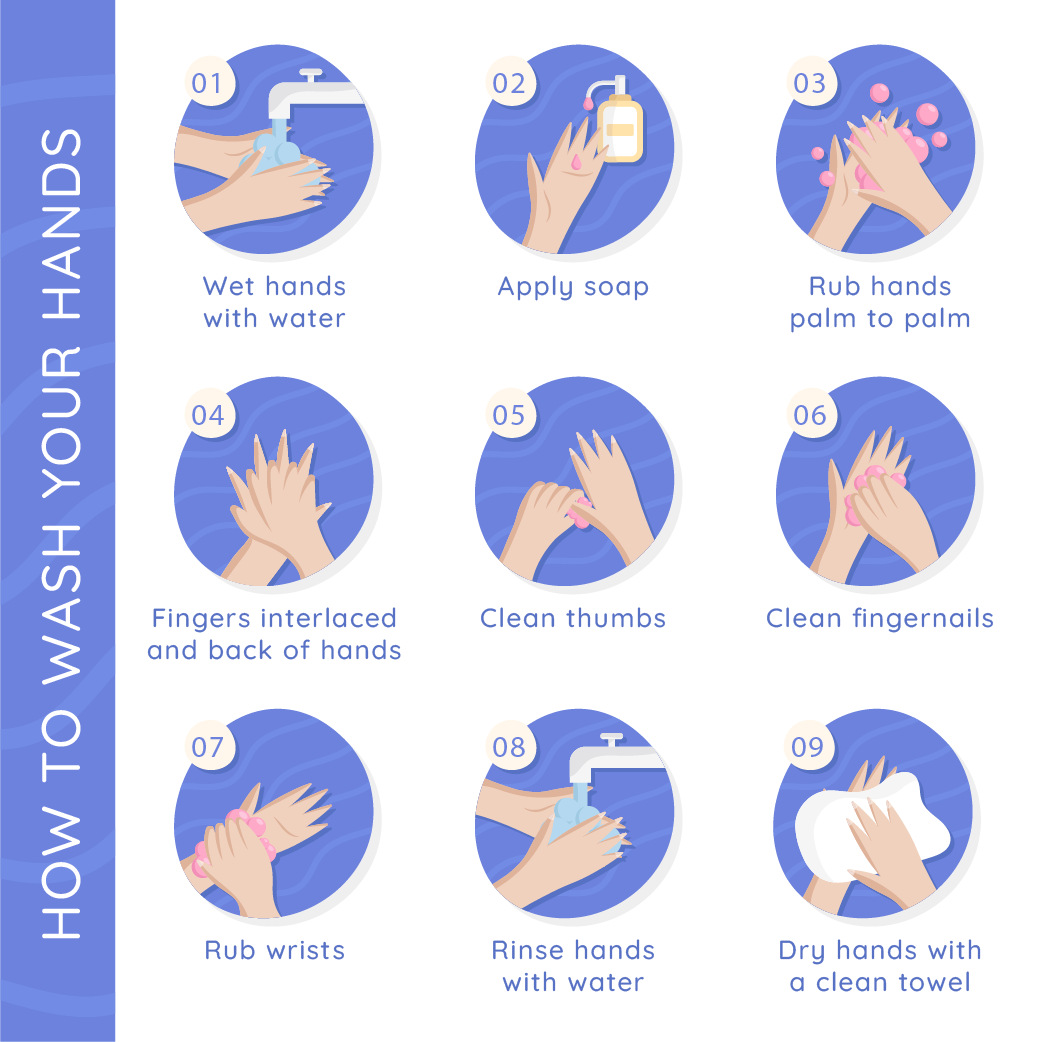 HOW TO WASH YOUR HANDS
01
Wet hands
with water
02
Apply soap
03
Rub hands
palm to palm
04
Fingers interlaced
and back of hands
05
Clean thumbs
06
Clean fingernails
07
Rub wrists
08
Rinse hands
with water
09
Dry hands with
a clean towel